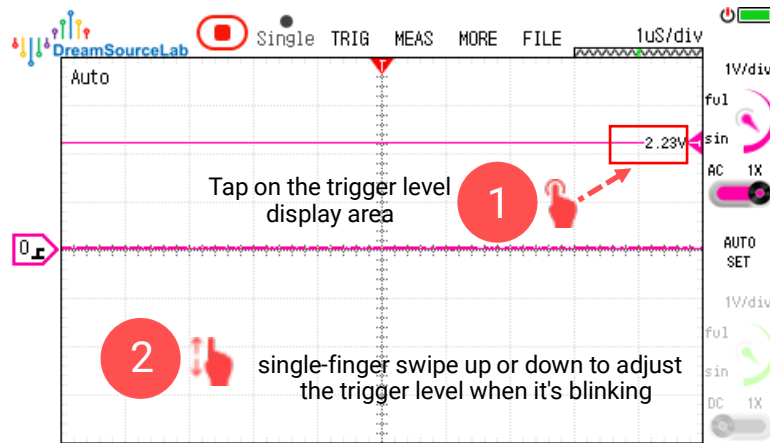 DreamSourceLab
Single TRIG MEAS MORE FILE 1uS/div
T
Auto
1V/div
ful
sin
2.23V
AC 1X
Tap on the trigger level
display area
1
0
AUTO
SET
1V/div
ful
sin
2
single-finger swipe up or down to adjust
the trigger level when it's blinking
DC 1X